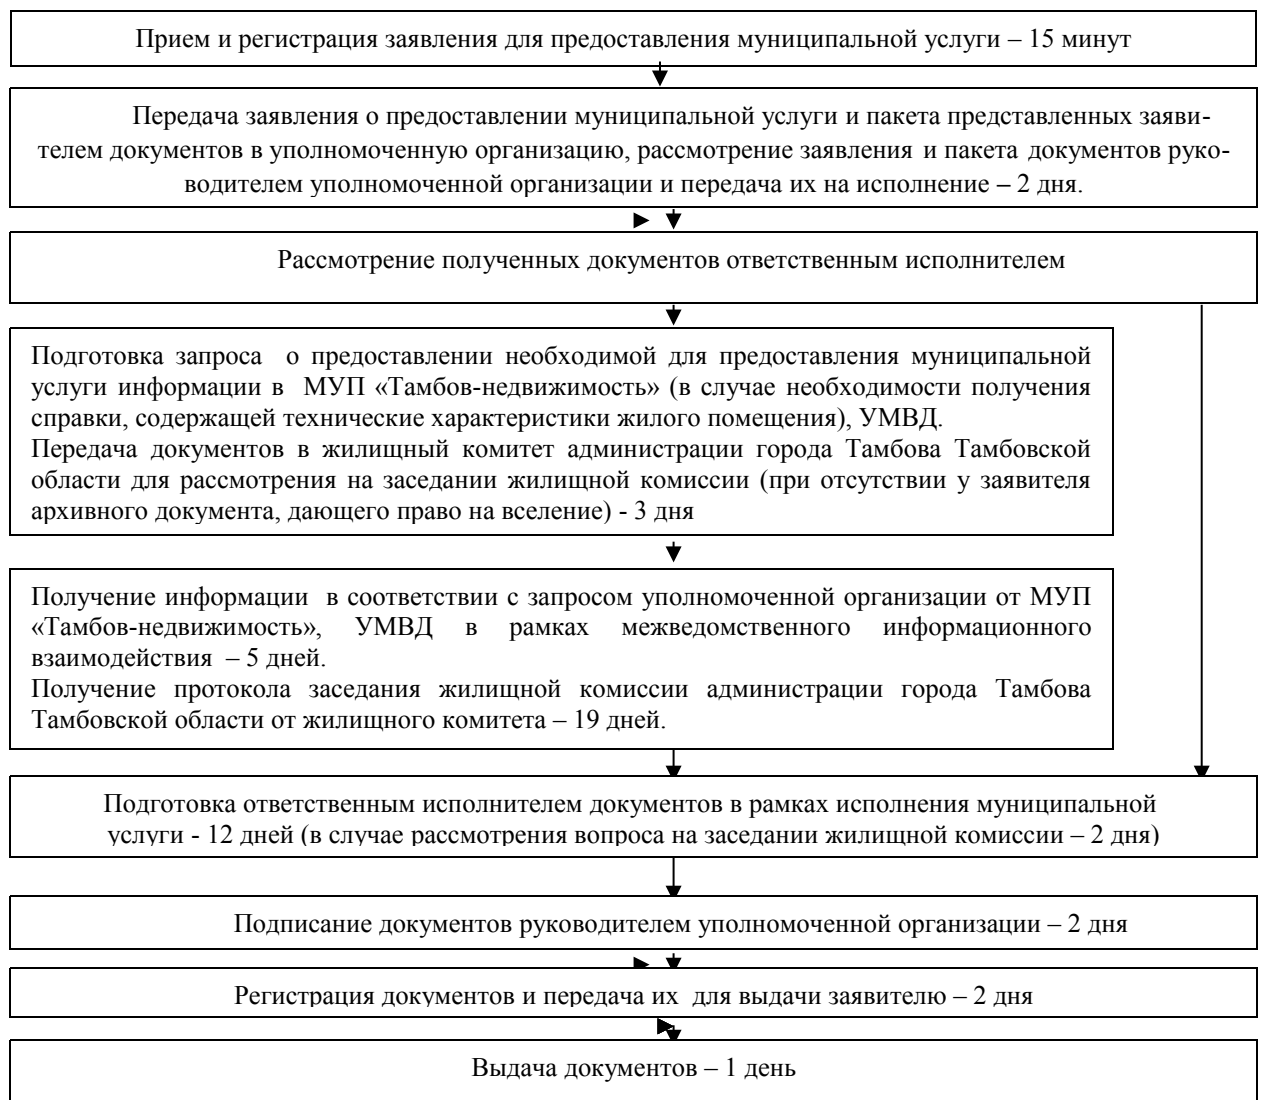 Прием и регистрация заявления для предоставления муниципальной услуги – 15 минут
Передача заявления о предоставлении муниципальной услуги и пакета представленных заяви-
телем документов в уполномоченную организацию, рассмотрение заявления и пакета документов руко-
водителем уполномоченной организации и передача их на исполнение – 2 дня.
Рассмотрение полученных документов ответственным исполнителем
Подготовка запроса о предоставлении необходимой для предоставления муниципальной
услуги информации в МУП «Тамбов-недвижимость» (в случае необходимости получения
справки, содержащей технические характеристики жилого помещения), УМВД.
Передача документов в жилищный комитет администрации города Тамбова Тамбовской
области для рассмотрения на заседании жилищной комиссии (при отсутствии у заявителя
архивного документа, дающего право на вселение) - 3 дня
Получение информации в соответствии с запросом уполномоченной организации от МУП
«Тамбов-недвижимость», УМВД в рамках межведомственного информационного
взаимодействия – 5 дней.
Получение протокола заседания жилищной комиссии администрации города Тамбова
Тамбовской области от жилищного комитета – 19 дней.
Подготовка ответственным исполнителем документов в рамках исполнения муниципальной
услуги - 12 дней (в случае рассмотрения вопроса на заседании жилищной комиссии – 2 дня)
Подписание документов руководителем уполномоченной организации – 2 дня
Регистрация документов и передача их для выдачи заявителю – 2 дня
Выдача документов – 1 день